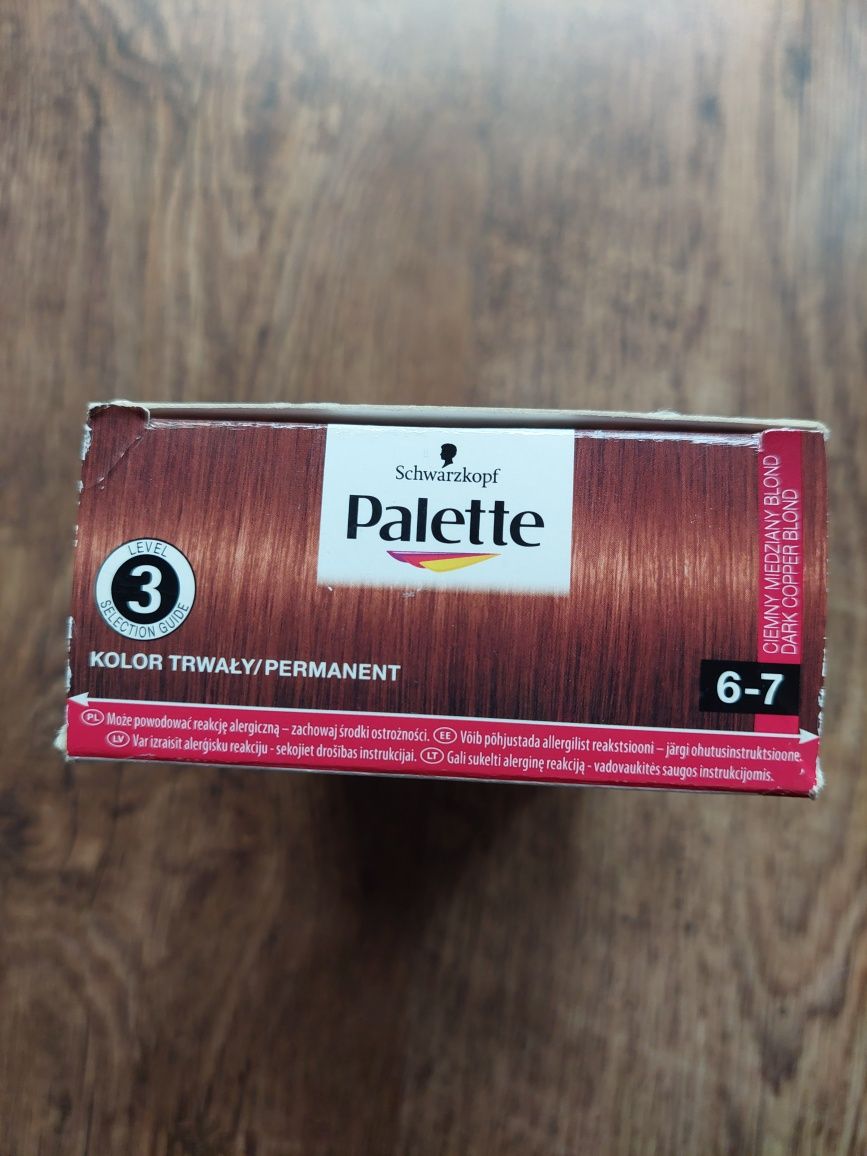 Schwarzkopf
Palette
LEVEL
3
SELECTION GUIDE
KOLOR TRWAŁY/PERMANENT
CIEMNY MIEDZIANY BLOND
DARK COPPER BLOND
6-7
PL Może powodować reakcję alergiczną – zachowaj środki ostrożności. EE Võib põhjustada allergilist reakstsiooni – järgi ohutusinstruktsioone.
LV Var izraisīt alerģisku reakciju - sekojiet drošības instrukcijai. LT Gali sukelti alerginę reakciją - vadovaukitės saugos instrukcijomis.